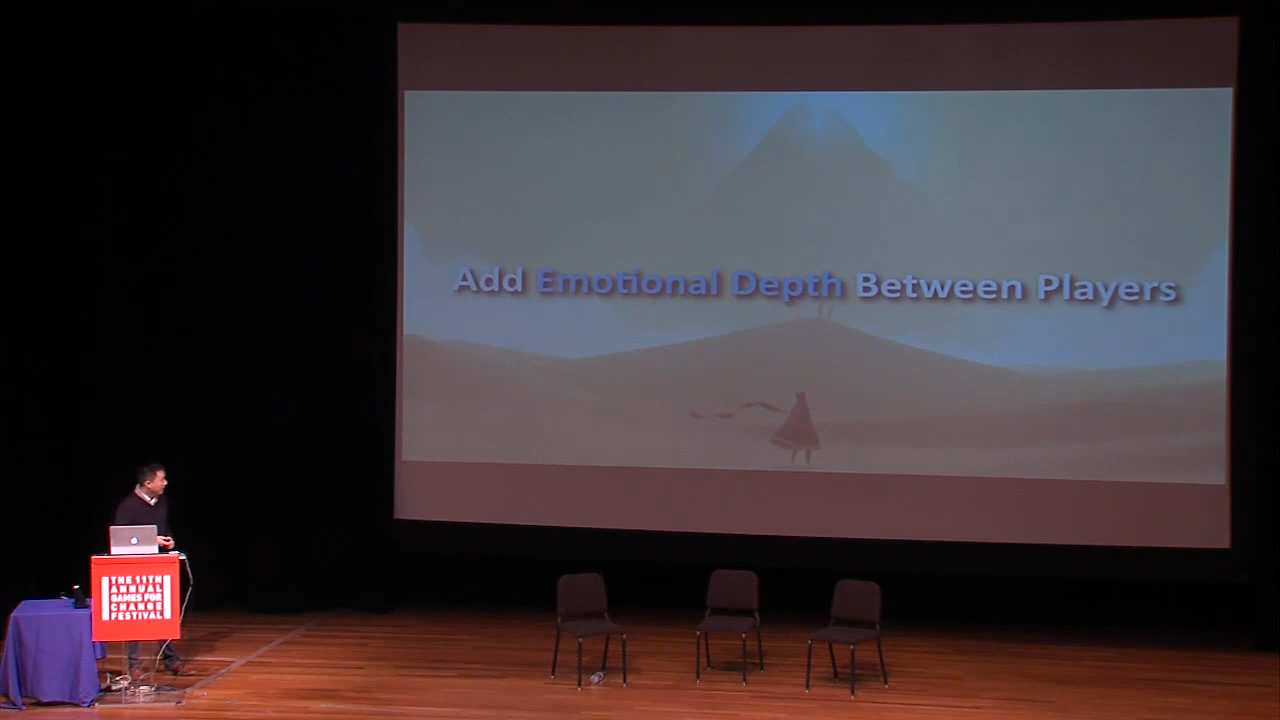 Add Emotional Depth Between Players
THE 11TH
ANNUAL
GAMES FOR
CHANGE
FESTIVAL